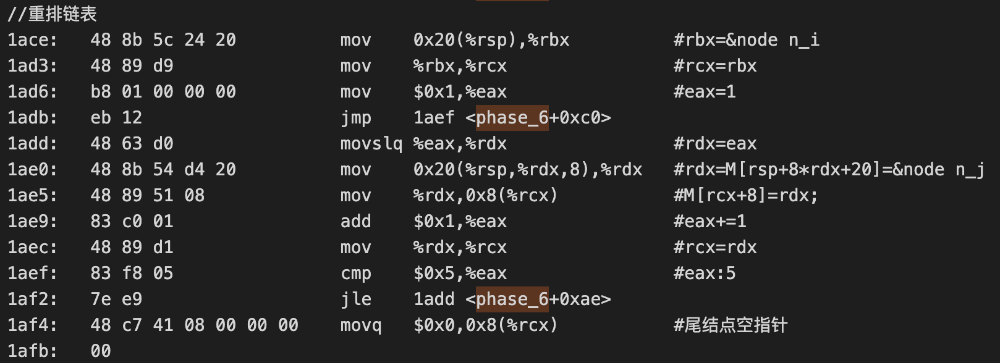 //重排链表
1ace: 48 8b 5c 24 20 mov 0x20(%rsp),%rbx #rbx=&node n_i
1ad3: 48 89 d9 mov %rbx,%rcx #rcx=rbx
1ad6: b8 01 00 00 00 mov $0x1,%eax #eax=1
1adb: eb 12 jmp 1aef <phase_6+0xc0>
1add: 48 63 d0 movslq %eax,%rdx #rdx=eax
1ae0: 48 8b 54 d4 20 mov 0x20(%rsp,%rdx,8),%rdx #rdx=M[rsp+8*rdx+20]=&node n_j
1ae5: 48 89 51 08 mov %rdx,0x8(%rcx) #M[rcx+8]=rdx;
1ae9: 83 c0 01 add $0x1,%eax #eax+=1
1aec: 48 89 d1 mov %rdx,%rcx #rcx=rdx
1aef: 83 f8 05 cmp $0x5,%eax #eax:5
1af2: 7e e9 jle 1add <phase_6+0xae>
1af4: 48 c7 41 08 00 00 00 movq $0x0,0x8(%rcx) #尾结点空指针
1afb: 00